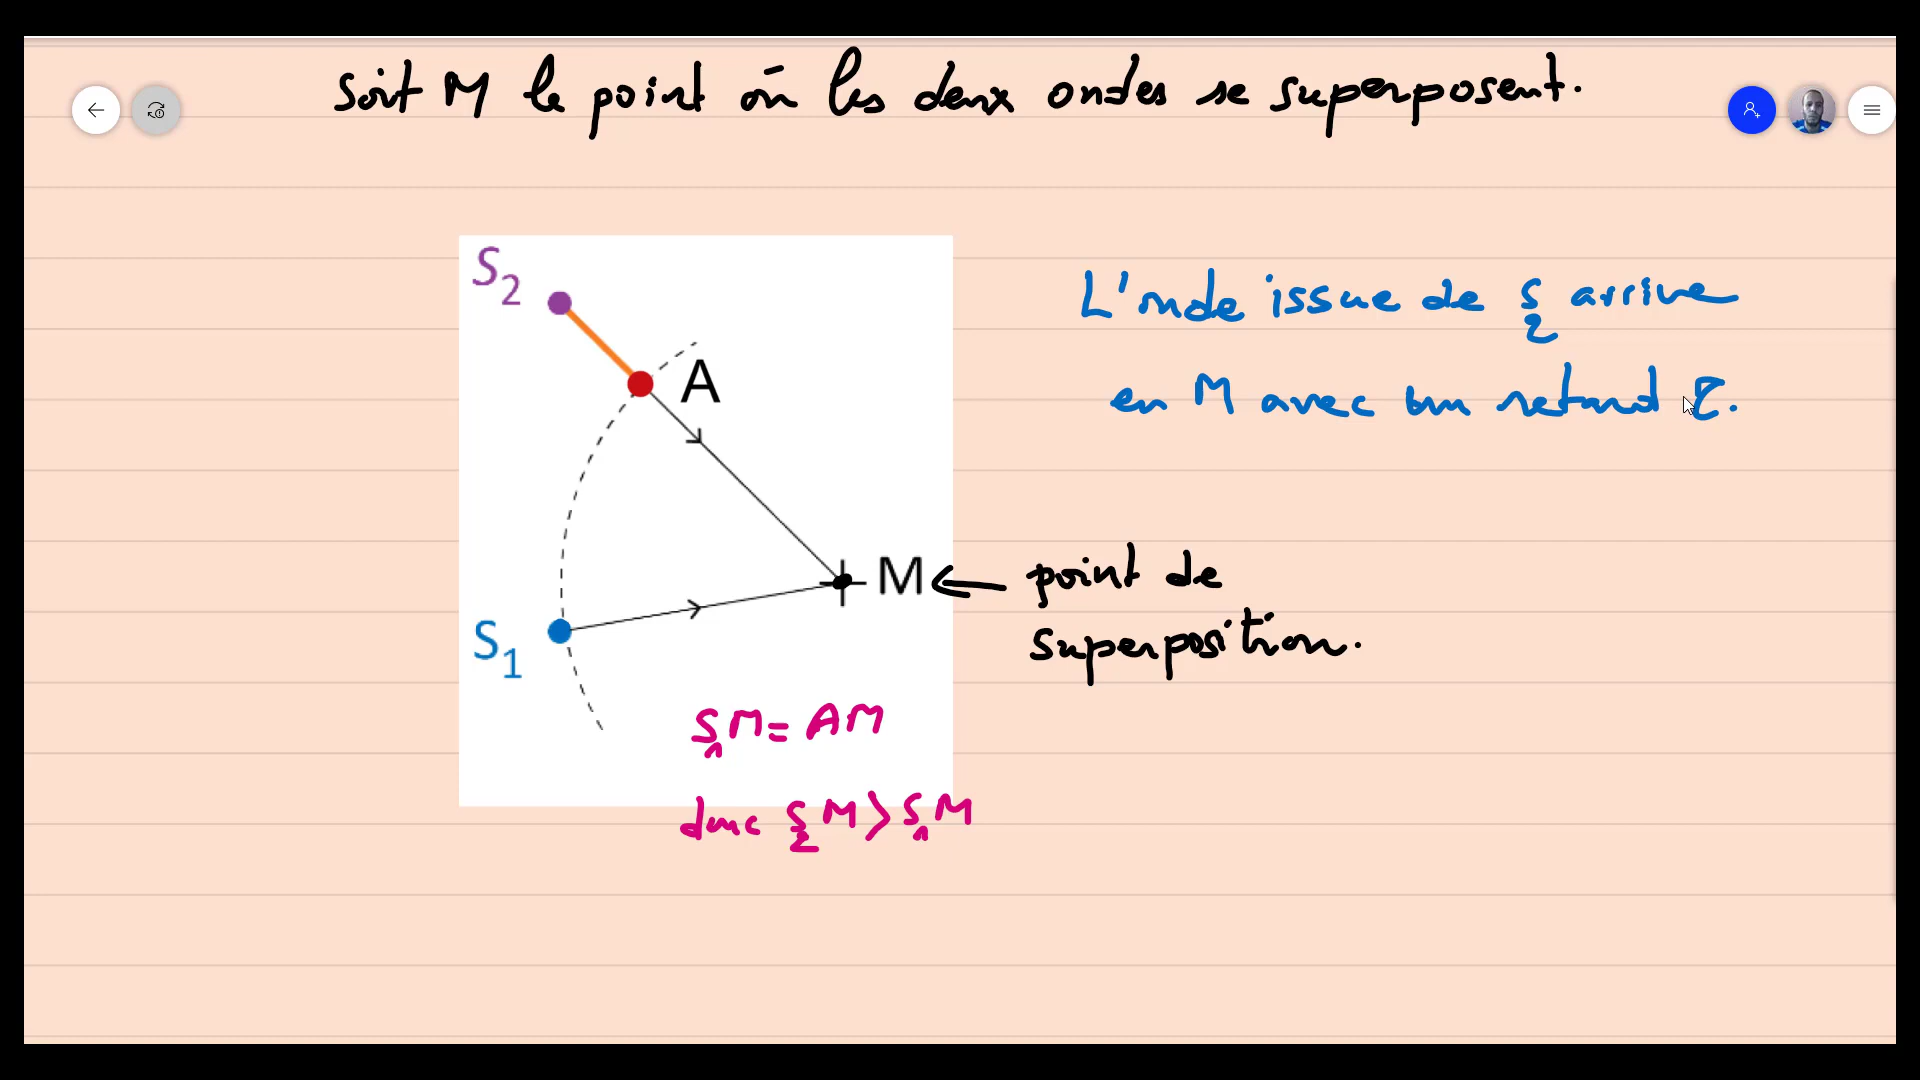 Soit M le point où les deux ondes se superposent.
S2
A
L'onde issue de S2 arrive
en M avec un retard τ.
M
point de
superposition.
S1
S1M = AM
donc S2M > S1M